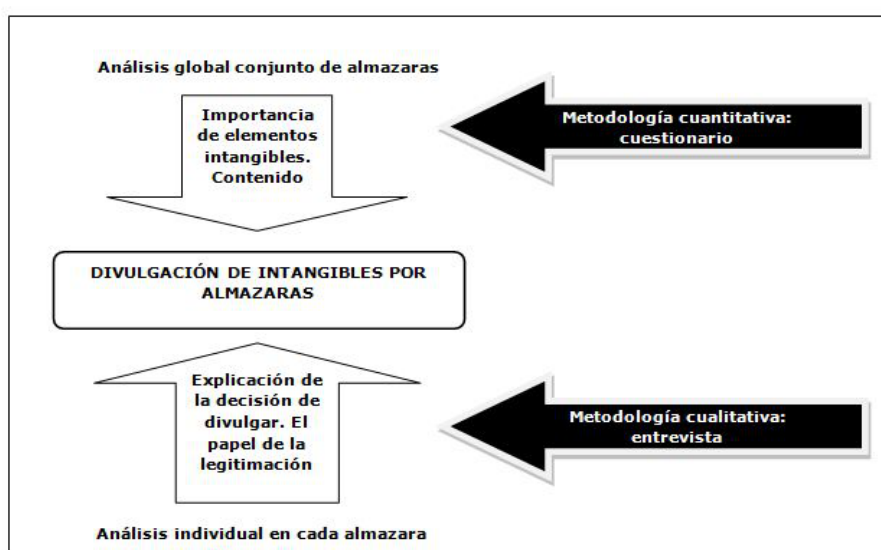 Análisis global conjunto de almazaras
Importancia
de elementos
intangibles.
Contenido
Metodología cuantitativa:
cuestionario
DIVULGACIÓN DE INTANGIBLES POR
ALMAZARAS
Explicación de
la decisión de
divulgar. El
papel de la
legitimación
Metodología cualitativa:
entrevista
Análisis individual en cada almazara